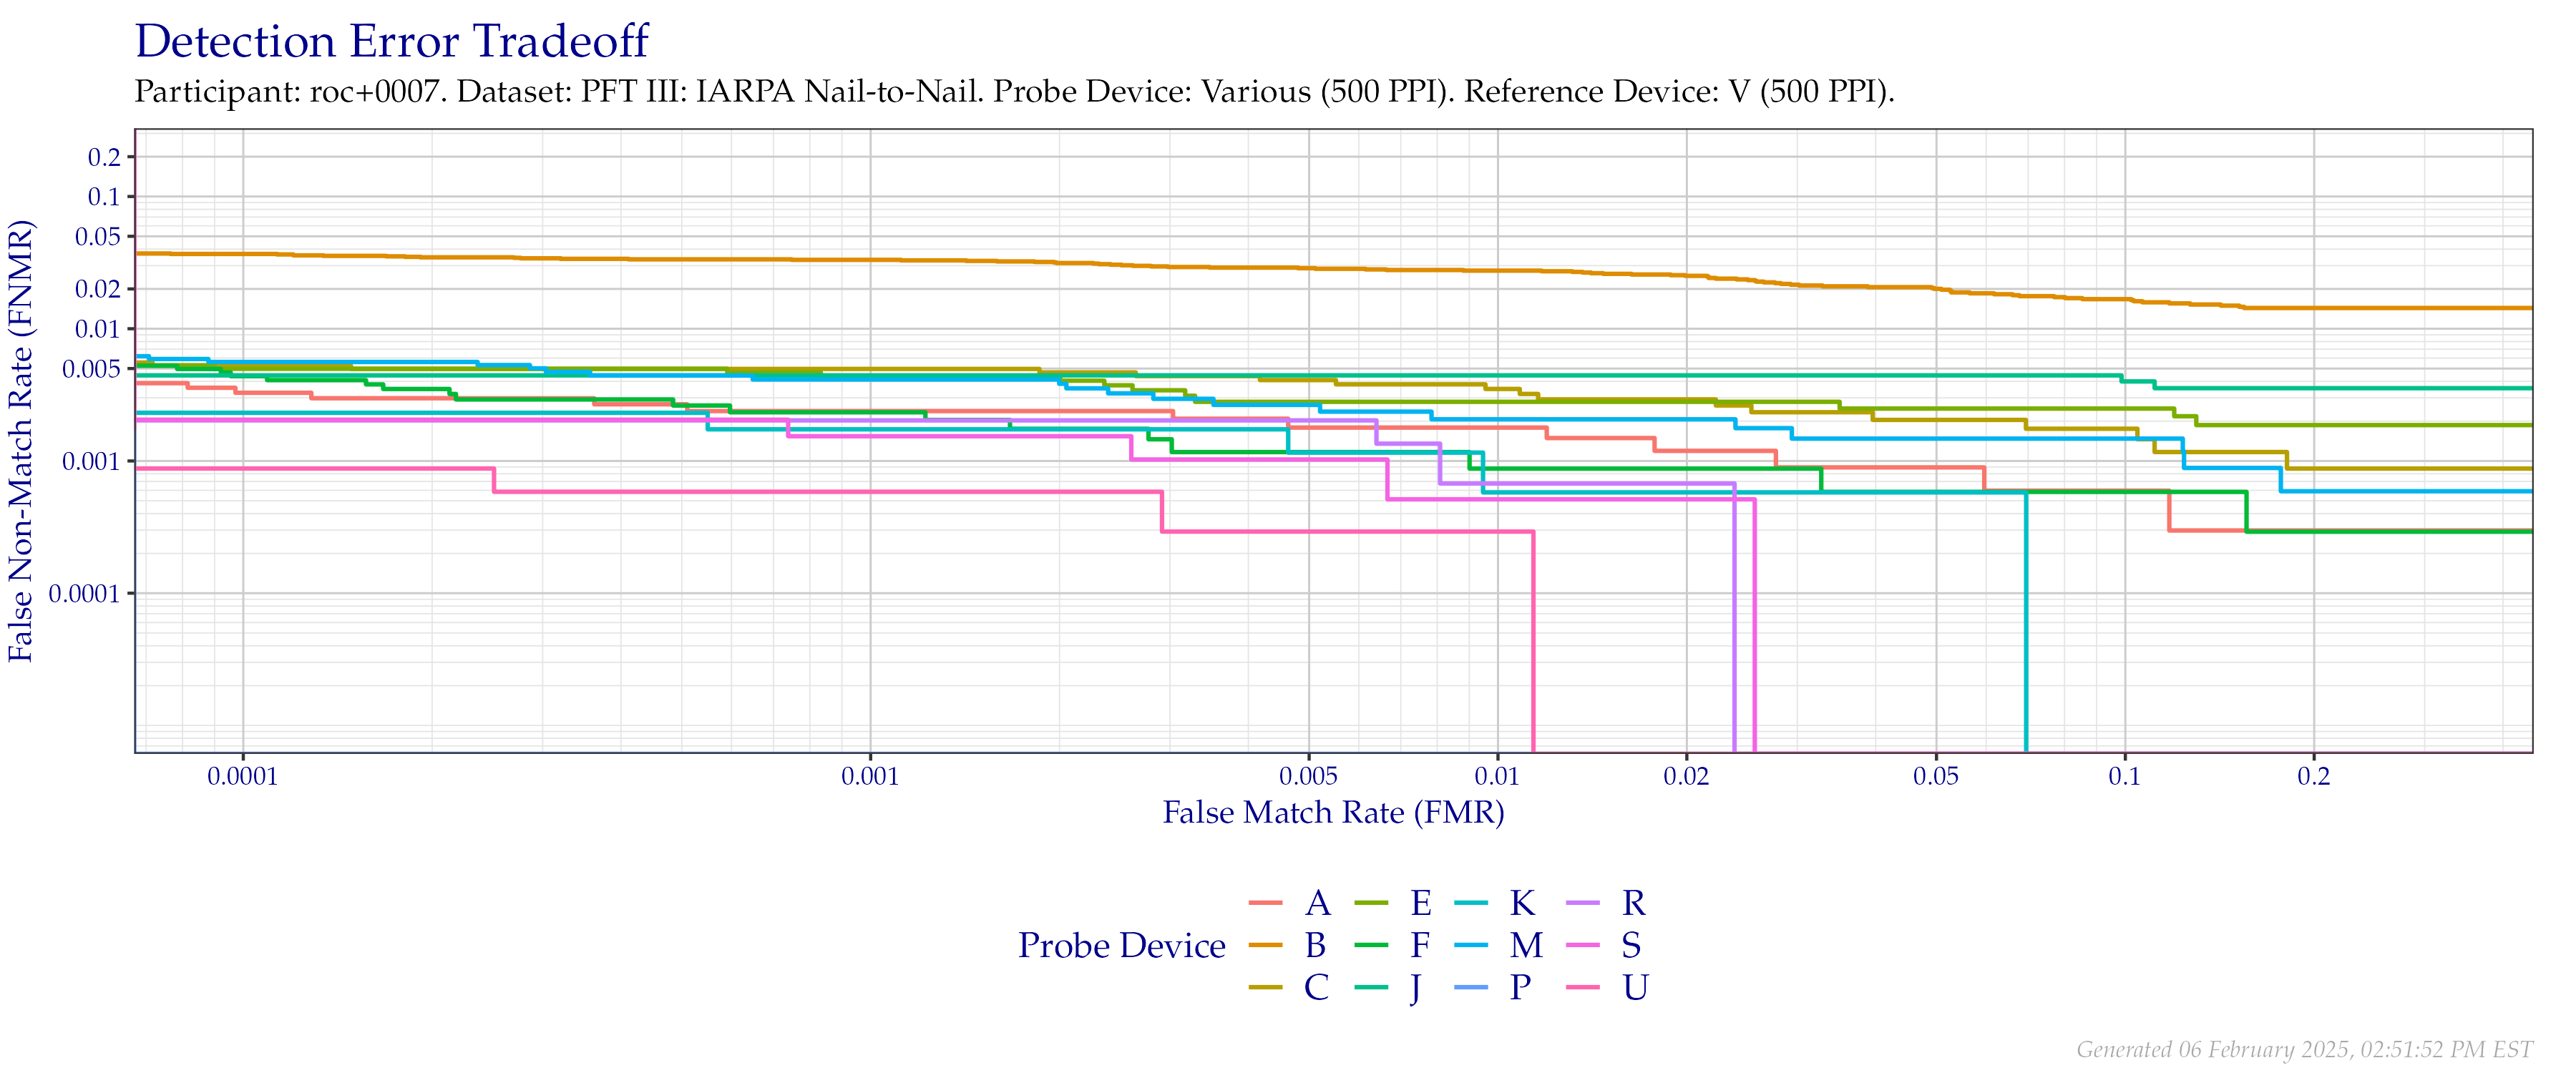 Detection Error Tradeoff
Participant: roc+0007. Dataset: PFT III: IARPA Nail-to-Nail. Probe Device: Various (500 PPI). Reference Device: V (500 PPI).
False Non-Match Rate (FNMR)
0.2
0.1
0.05
0.02
0.01
0.005
0.001
0.0001
0.0001 0.001 0.005 0.01 0.02 0.05 0.1 0.2
False Match Rate (FMR)
Probe Device
A E K R
B F M S
C J P U
Generated 06 February 2025, 02:51:52 PM EST